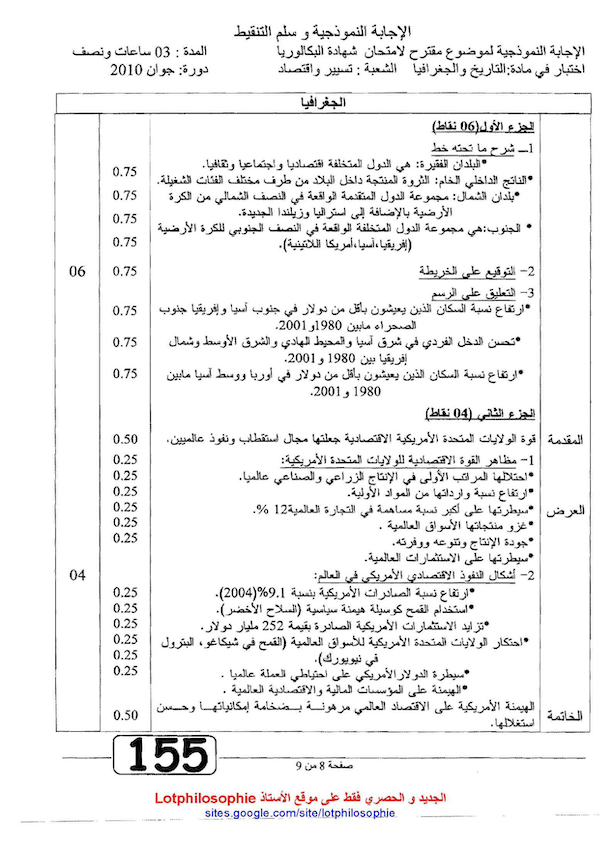 الإجابة النموذجية و سلم التنقيط
الإجابة النموذجية لموضوع مقترح لامتحان شهادة البكالوريا المدة : 03 ساعات ونصف
اختبار في مادة:التاريخ والجغرافيا الشعبة : تسيير واقتصاد دورة: جوان 2010
الجغرافيا
الجزء الأول(06 نقاط)
1ـ شرح ما تحته خط
•البلدان الفقيرة: هي الدول المتخلفة اقتصاديا واجتماعيا وثقافيا. 0.75
•الناتج الداخلي الخام: الثروة المنتجة داخل البلاد من طرف مختلف الفئات الشغيلة.
•بلدان الشمال: مجموعة الدول المتقدمة الواقعة في النصف الشمالي من الكرة 0.75
الأرضية بالإضافة إلى استراليا وزيلندا الجديدة. 0.75
• الجنوب:هي مجموعة الدول المتخلفة الواقعة في النصف الجنوبي للكرة الأرضية
(إفريقيا،آسيا،أمريكا اللاتينية). 0.75
2- التوقيع على الخريطة 0.75 06
3- التعليق على الرسم
•ارتفاع نسبة السكان الذين يعيشون بأقل من دولار في جنوب آسيا وإفريقيا جنوب 0.75
الصحراء مابين 1980و2001.
•تحسن الدخل الفردي في شرق آسيا والمحيط الهادي والشرق الأوسط وشمال 0.75
إفريقيا بين 1980 و2001.
•ارتفاع نسبة السكان الذين يعيشون بأقل من دولار في أوربا ووسط آسيا مابين 0.75
1980 و2001.
الجزء الثاني (04 نقاط)
المقدمة قوة الولايات المتحدة الأمريكية الاقتصادية جعلتها مجال استقطاب ونفوذ عالميين. 0.50
1- مظاهر القوة الاقتصادية للولايات المتحدة الأمريكية: 0.25
•احتلالها المراتب الأولى في الإنتاج الزراعي والصناعي عالميا. 0.25
•ارتفاع نسبة وارداتها من المواد الأولية. 0.25
العرض •سيطرتها على أكبر نسبة مساهمة في التجارة العالمية12 %. 0.25
•غزو منتجاتها الأسواق العالمية . 0.25
•جودة الإنتاج وتنوعه ووفرته. 0.25
•سيطرتها على الاستثمارات العالمية.
2- أشكال النفوذ الاقتصادي الأمريكي في العالم: 04
•ارتفاع نسبة الصادرات الأمريكية بنسبة 9.1%(2004). 0.25
•استخدام القمح كوسيلة هيمنة سياسية (السلاح الأخضر). 0.25
•تزايد الاستثمارات الأمريكية الصادرة بقيمة 252 مليار دولار. 0.25
•احتكار الولايات المتحدة الأمريكية للأسواق العالمية (القمح في شيكاغو، البترول 0.25
في نيويورك). 0.25
•سيطرة الدولارالأمريكي على احتياطي العملة عالميا . 0.25
•الهيمنة على المؤسسات المالية والاقتصادية العالمية .
الخاتمة الهيمنة الأمريكية على الاقتصاد العالمي مرهونة بضخامة إمكانياتها وحسن 0.50
استغلالها.
155
صفحة 8 من 9
الجديد و الحصري فقط على موقع الأستاذ Lotphilosophie
sites.google.com/site/lotphilosophie